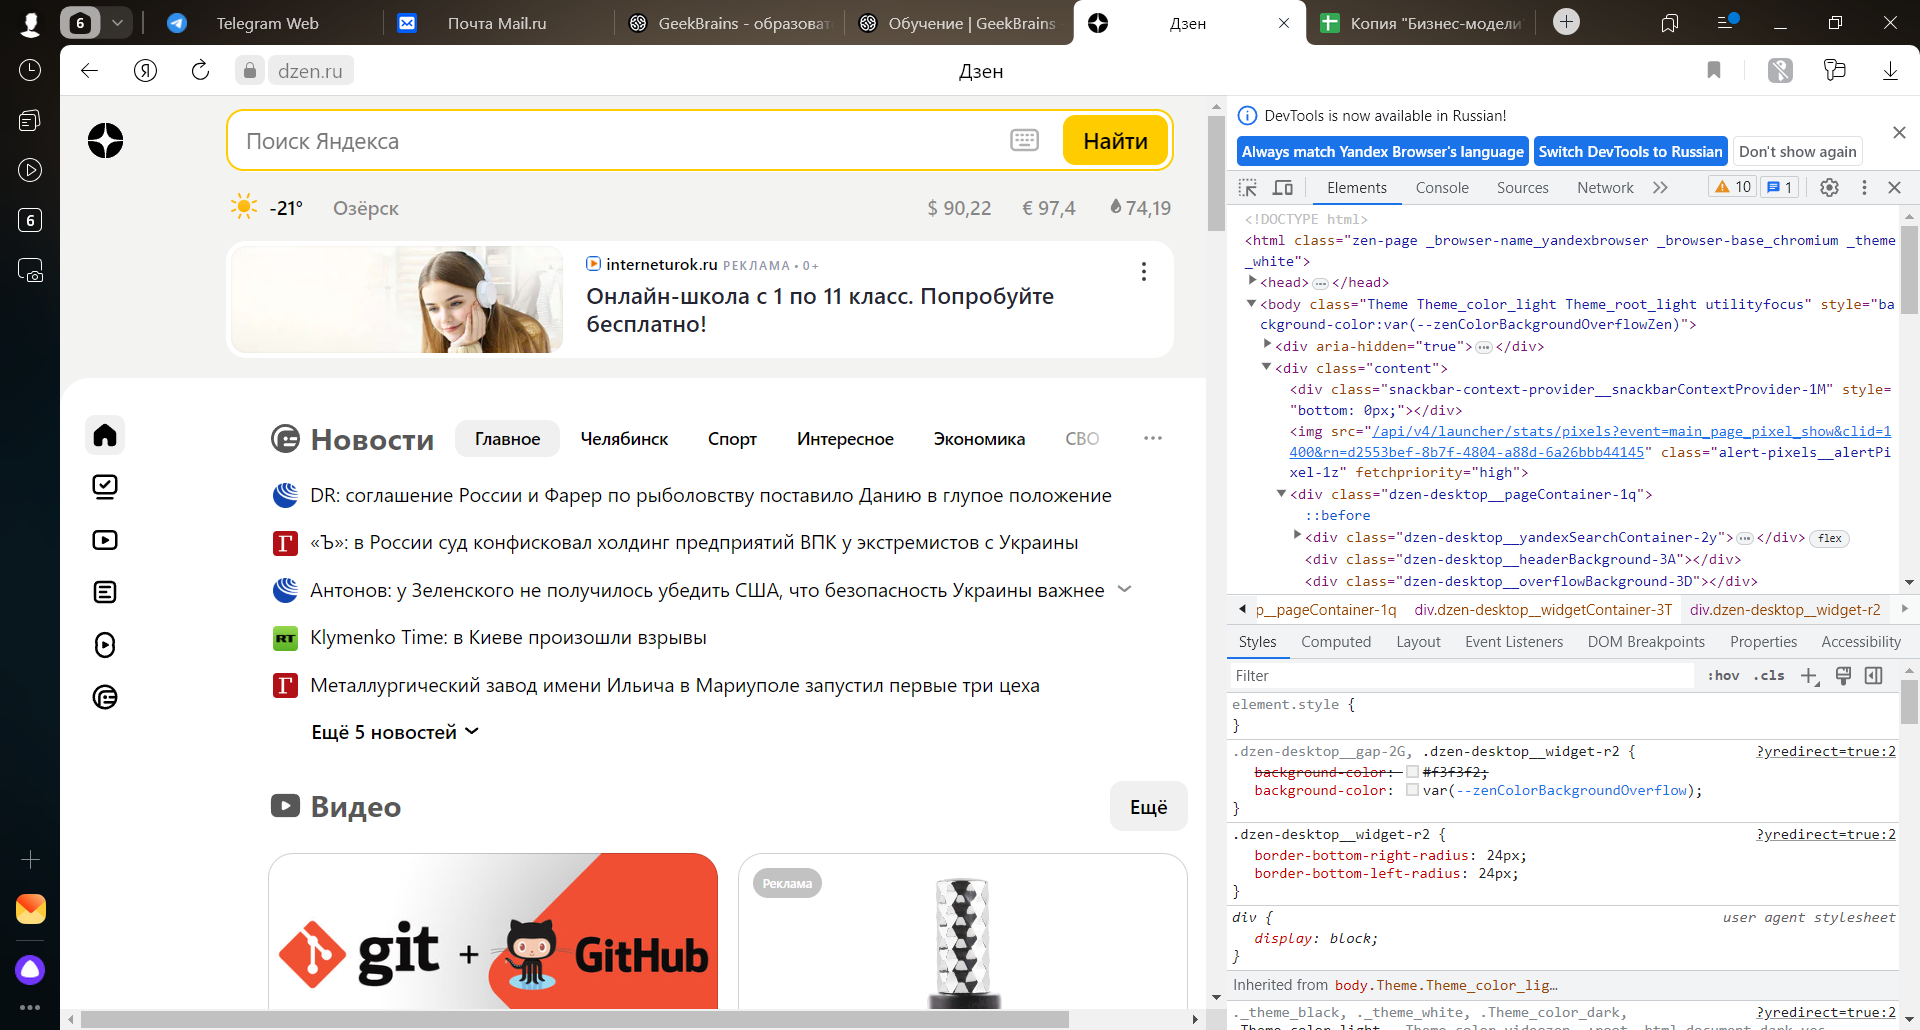 6
Telegram Web
Почта Mail.ru
GeekBrains - образоват
Обучение | GeekBrains
Дзен
Копия "Бизнес-модели
Я
dzen.ru
Дзен
Поиск Яндекса
Найти
-21°
Озёрск
$ 90,22
€ 97,4
74,19
interneturok.ru РЕКЛАМА • 0+
Онлайн-школа с 1 по 11 класс. Попробуйте
бесплатно!
6
Новости
Главное
Челябинск
Спорт
Интересное
Экономика
СВО
DR: соглашение России и Фарер по рыболовству поставило Данию в глупое положение
Г
«Ъ»: в России суд конфисковал холдинг предприятий ВПК у экстремистов с Украины
Антонов: у Зеленского не получилось убедить США, что безопасность Украины важнее
RT
Klymenko Time: в Киеве произошли взрывы
Г
Металлургический завод имени Ильича в Мариуполе запустил первые три цеха
Ещё 5 новостей
Видео
Ещё
git + GitHub
Реклама
DevTools is now available in Russian!
Always match Yandex Browser's language
Switch DevTools to Russian
Don't show again
Elements
Console
Sources
Network
10
1
<!DOCTYPE html>
<html class="zen-page _browser-name_yandexbrowser _browser-base_chromium _theme
_white">
<head> … </head>
<body class="Theme Theme_color_light Theme_root_light utilityfocus" style="ba
ckground-color:var(--zenColorBackgroundOverflowZen)">
<div aria-hidden="true"> … </div>
<div class="content">
<div class="snackbar-context-provider__snackbarContextProvider-1M" style=
"bottom: 0px;"></div>
<img src="/api/v4/launcher/stats/pixels?event=main_page_pixel_show&clid=1
400&rn=d2553bef-8b7f-4804-a88d-6a26bbb44145" class="alert-pixels__alertPi
xel-1z" fetchpriority="high">
<div class="dzen-desktop__pageContainer-1q">
::before
<div class="dzen-desktop__yandexSearchContainer-2y"> … </div> flex
<div class="dzen-desktop__headerBackground-3A"></div>
<div class="dzen-desktop__overflowBackground-3D"></div>
p__pageContainer-1q
div.dzen-desktop__widgetContainer-3T
div.dzen-desktop__widget-r2
Styles
Computed
Layout
Event Listeners
DOM Breakpoints
Properties
Accessibility
Filter
:hov
.cls
element.style {
}
.dzen-desktop__gap-2G, .dzen-desktop__widget-r2 {
?yredirect=true:2
background-color: #f3f3f2;
background-color: var(--zenColorBackgroundOverflow);
}
.dzen-desktop__widget-r2 {
?yredirect=true:2
border-bottom-right-radius: 24px;
border-bottom-left-radius: 24px;
}
div {
user agent stylesheet
display: block;
}
Inherited from body.Theme.Theme_color_lig…
._theme_black, ._theme_white, .Theme_color_dark,
?yredirect=true:2